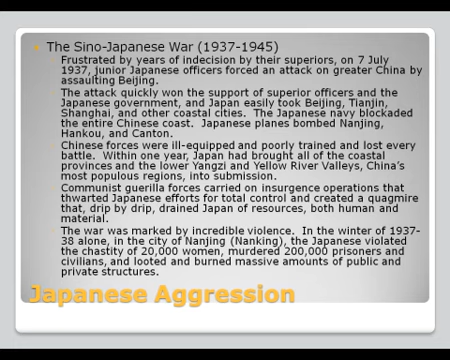 The Sino-Japanese War (1937-1945)
Frustrated by years of indecision by their superiors, on 7 July
1937, junior Japanese officers forced an attack on greater China by
assaulting Beijing.
The attack quickly won the support of superior officers and the
Japanese government, and Japan easily took Beijing, Tianjin,
Shanghai, and other coastal cities.  The Japanese navy blockaded
the entire Chinese coast.  Japanese planes bombed Nanjing,
Hankou, and Canton.
Chinese forces were ill-equipped and poorly trained and lost every
battle.  Within one year, Japan had brought all of the coastal
provinces and the lower Yangzi and Yellow River Valleys, China's
most populous regions, into submission.
Communist guerilla forces carried on insurgence operations that
thwarted Japanese efforts for total control and created a quagmire
that, drip by drip, drained Japan of resources, both human and
material.
The war was marked by incredible violence.  In the winter of 1937-
38 alone, in the city of Nanjing (Nanking), the Japanese violated
the chastity of 20,000 women, murdered 200,000 prisoners and
civilians, and looted and burned massive amounts of public and
private structures.
Japanese Aggression